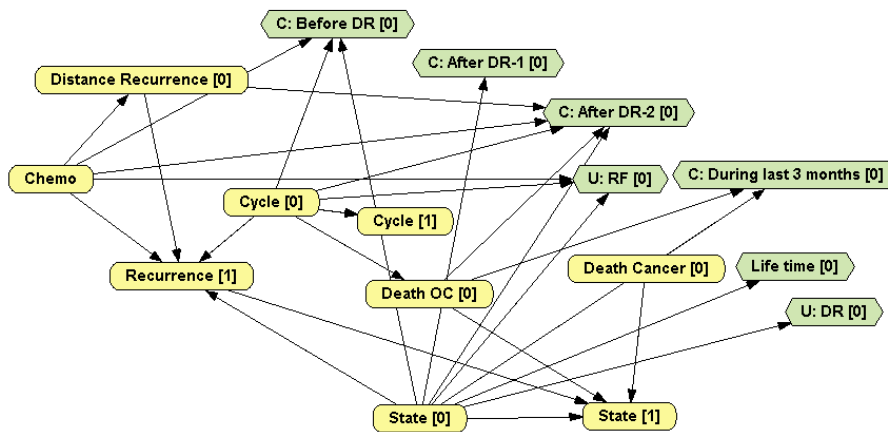 C: Before DR [0]
C: After DR-1 [0]
Distance Recurrence [0]
C: After DR-2 [0]
Chemo
U: RF [0]
C: During last 3 months [0]
Cycle [0]
Cycle [1]
Recurrence [1]
Death OC [0]
Death Cancer [0]
Life time [0]
U: DR [0]
State [0]
State [1]